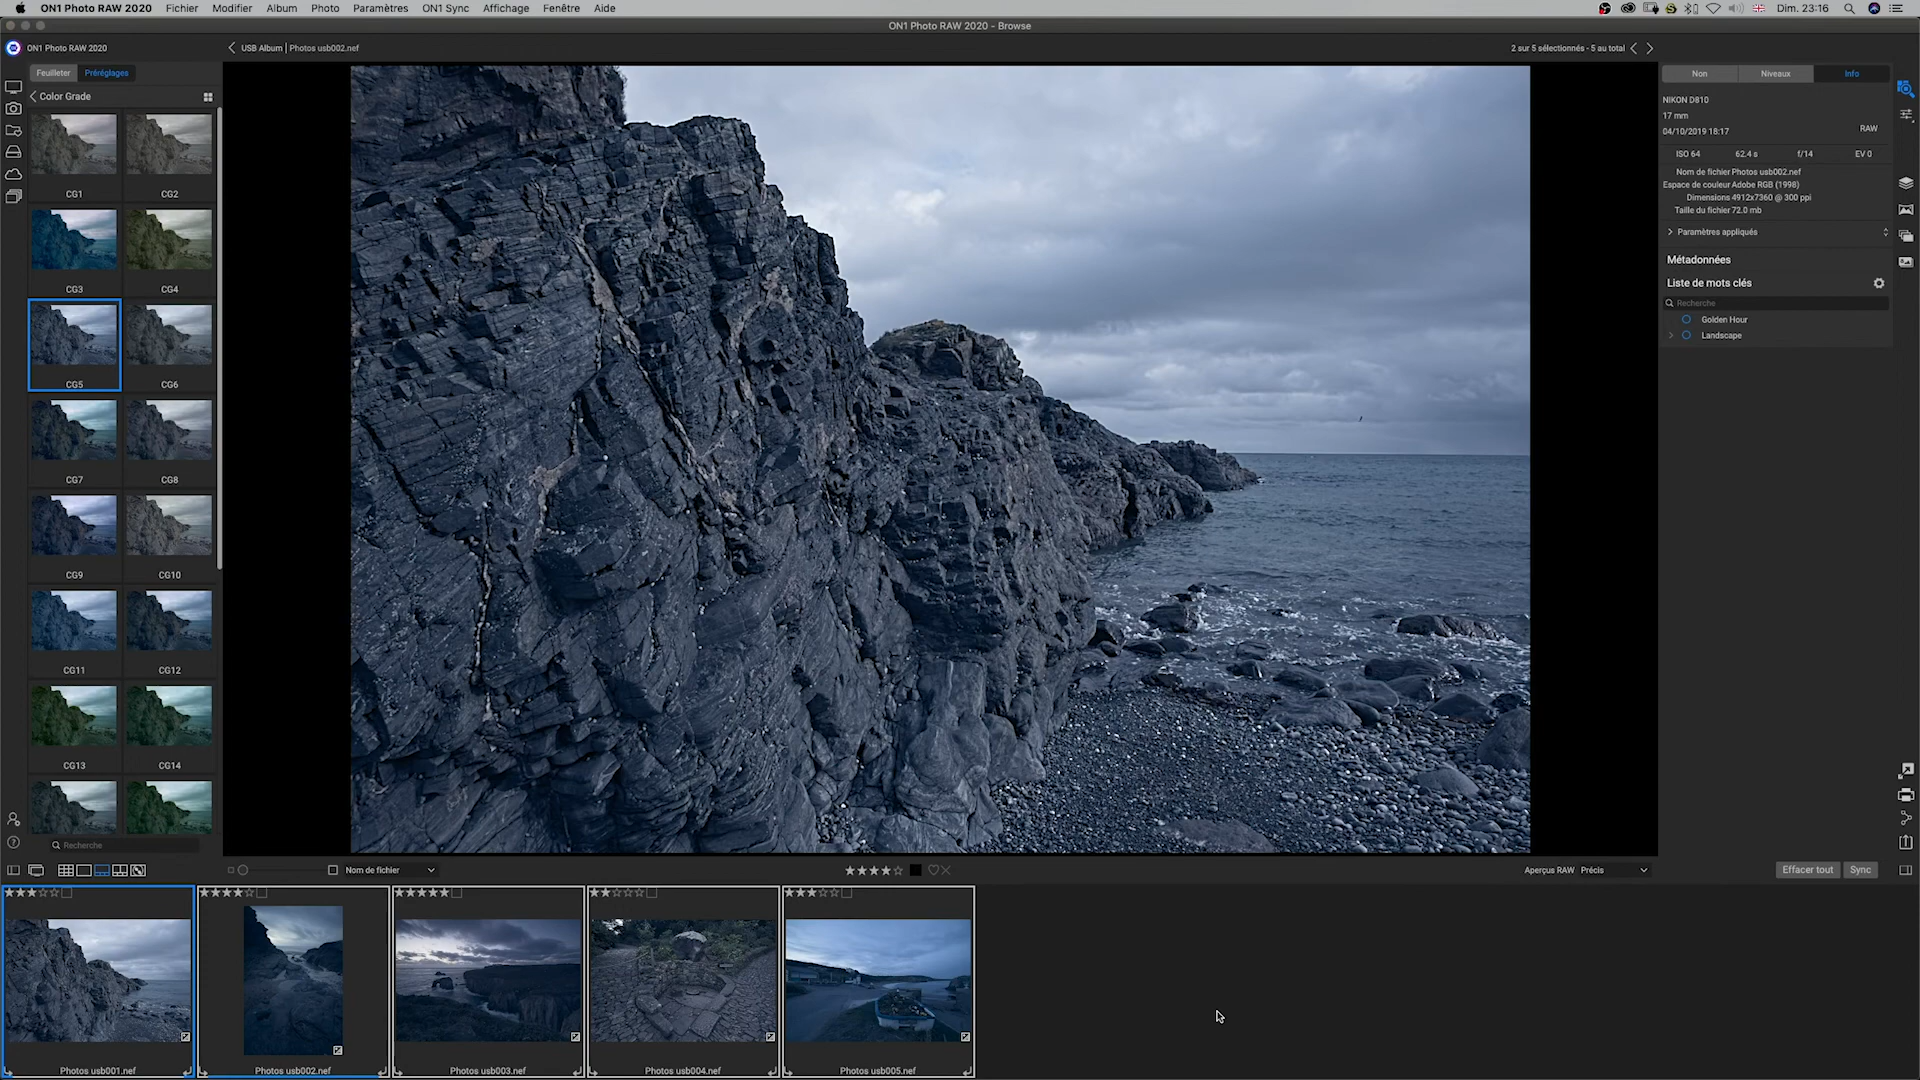 ON1 Photo RAW 2020 Fichier Modifier Album Photo Paramètres ON1 Sync Affichage Fenêtre Aide Dim. 23:16
ON1 Photo RAW 2020 - Browse
ON1 Photo RAW 2020 USB Album | Photos usb002.nef 2 sur 5 sélectionnés - 5 au total
Feuilleter Préréglages
Color Grade
CG1 CG2
CG3 CG4
CG5 CG6
CG7 CG8
CG9 CG10
CG11 CG12
CG13 CG14
Recherche
Non Niveaux Info
NIKON D810
17 mm
04/10/2019 18:17 RAW
ISO 64 62.4 s f/14 EV 0
Nom de fichier Photos usb002.nef
Espace de couleur Adobe RGB (1998)
Dimensions 4912x7360 @ 300 ppi
Taille du fichier 72.0 mb
Paramètres appliqués
Métadonnées
Liste de mots clés
Recherche
Golden Hour
Landscape
Nom de fichier Aperçus RAW Précis Effacer tout Sync
Photos usb001.nef Photos usb002.nef Photos usb003.nef Photos usb004.nef Photos usb005.nef